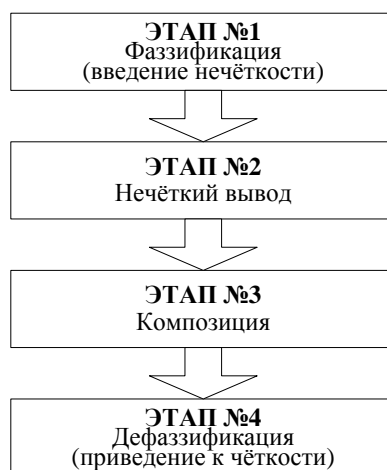 ЭТАП №1
Фаззификация
(введение нечёткости)
ЭТАП №2
Нечёткий вывод
ЭТАП №3
Композиция
ЭТАП №4
Дефаззификация
(приведение к чёткости)